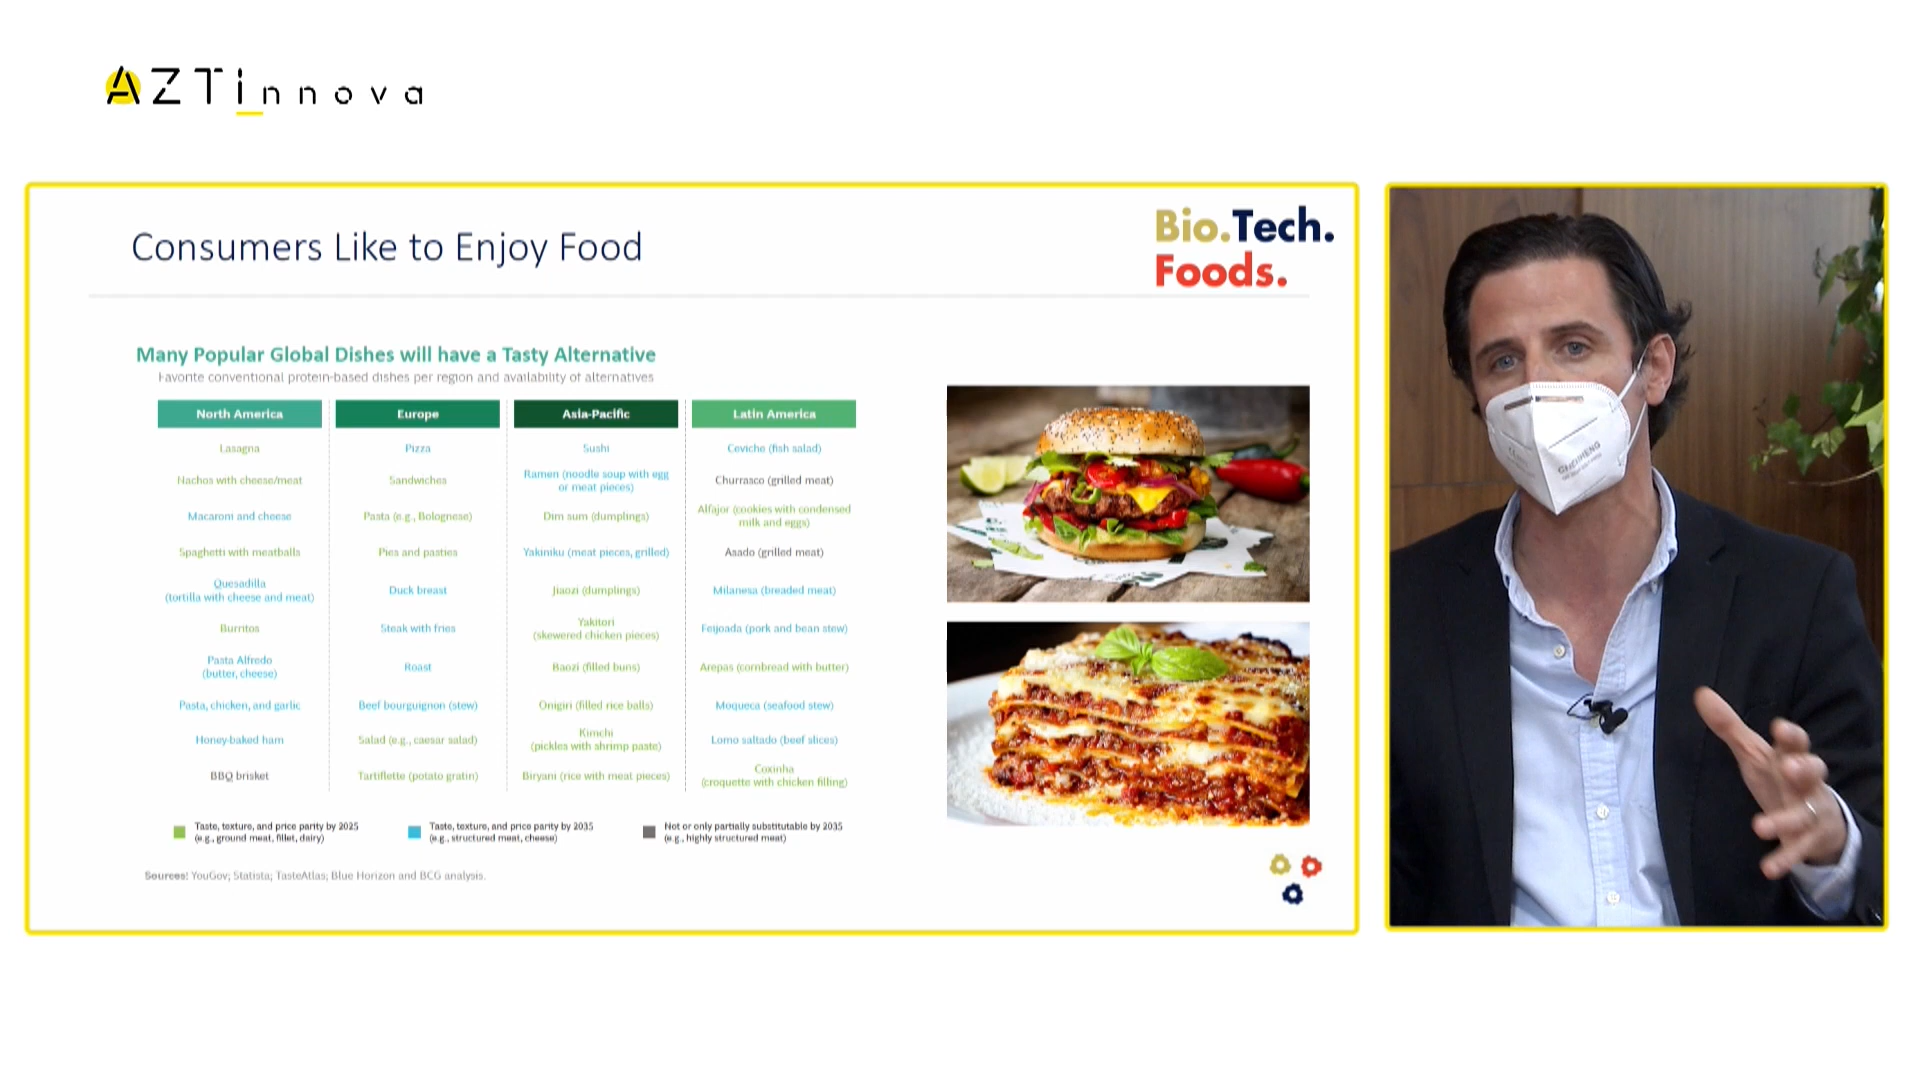 AZTInnova
Consumers Like to Enjoy Food
Bio.Tech.
Foods.
Many Popular Global Dishes will have a Tasty Alternative
Favorite conventional protein-based dishes per region and availability of alternatives
North America
Lasagna
Nachos with cheese/meat
Macaroni and cheese
Spaghetti with meatballs
Quesadilla
(tortilla with cheese and meat)
Burritos
Pasta Alfredo
(butter, cheese)
Pasta, chicken, and garlic
Honey-baked ham
BBQ brisket
Europe
Pizza
Sandwiches
Pasta (e.g., Bolognese)
Pies and pasties
Duck breast
Steak with fries
Roast
Beef bourguignon (stew)
Salad (e.g., caesar salad)
Tartiflette (potato gratin)
Asia-Pacific
Sushi
Ramen (noodle soup with egg
or meat pieces)
Dim sum (dumplings)
Yakiniku (meat pieces, grilled)
Jiaozi (dumplings)
Yakitori
(skewered chicken pieces)
Baozi (filled buns)
Onigiri (filled rice balls)
Kimchi
(pickles with shrimp paste)
Biryani (rice with meat pieces)
Latin America
Ceviche (fish salad)
Churrasco (grilled meat)
Alfajor (cookies with condensed
milk and eggs)
Asado (grilled meat)
Milanesa (breaded meat)
Feijoada (pork and bean stew)
Arepas (cornbread with butter)
Moqueca (seafood stew)
Lomo saltado (beef slices)
Coxinha
(croquette with chicken filling)
Taste, texture, and price parity by 2025
(e.g., ground meat, fillet, dairy)
Taste, texture, and price parity by 2035
(e.g., structured meat, cheese)
Not or only partially substitutable by 2035
(e.g., highly structured meat)
Sources: YouGov; Statista; TasteAtlas; Blue Horizon and BCG analysis.